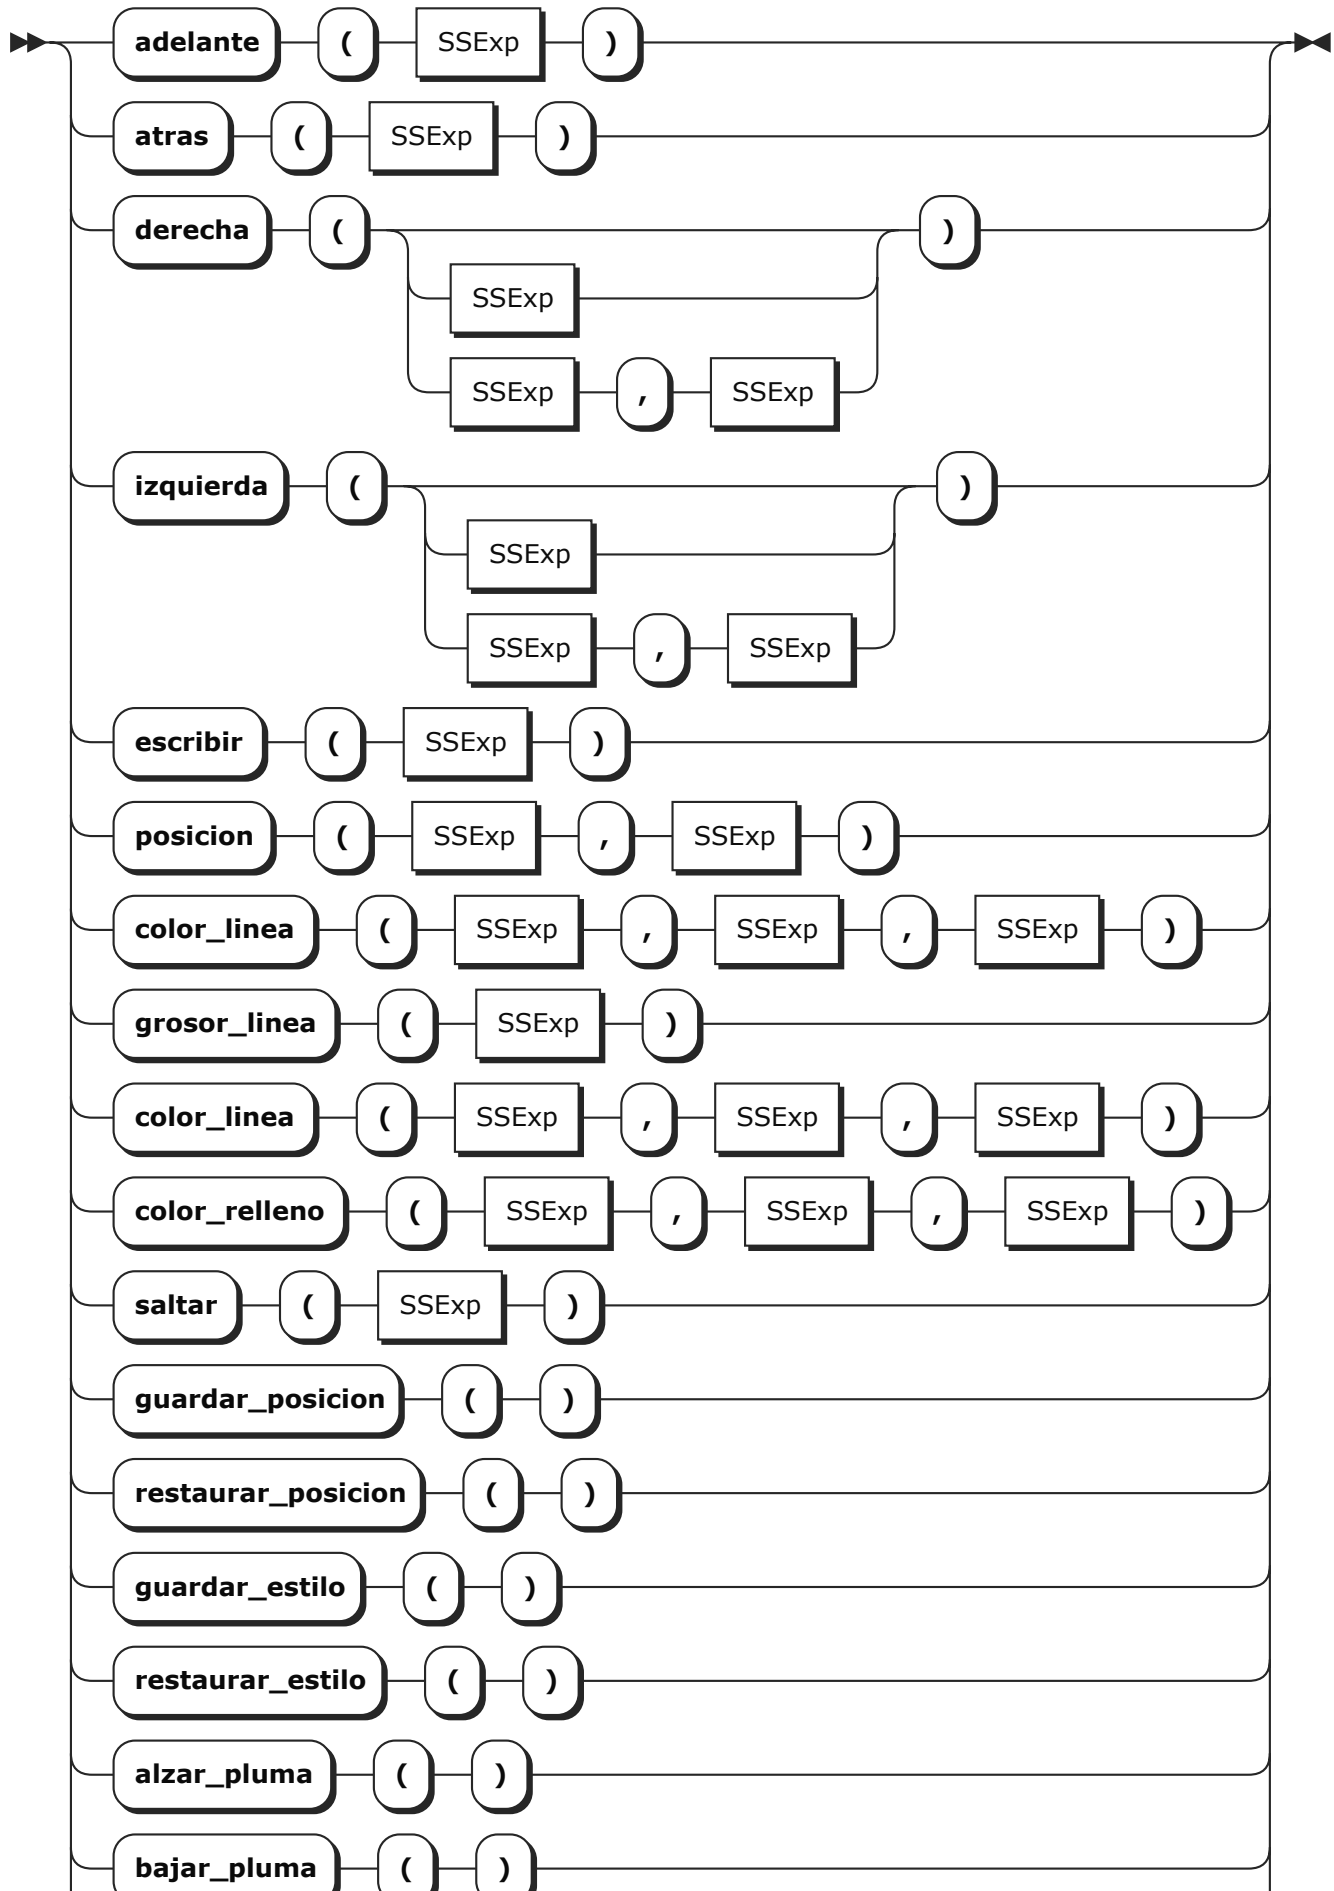 adelante ( SSExp )
atras ( SSExp )
derecha ( )
SSExp
SSExp , SSExp
izquierda ( )
SSExp
SSExp , SSExp
escribir ( SSExp )
posicion ( SSExp , SSExp )
color_linea ( SSExp , SSExp , SSExp )
grosor_linea ( SSExp )
color_linea ( SSExp , SSExp , SSExp )
color_relleno ( SSExp , SSExp , SSExp )
saltar ( SSExp )
guardar_posicion ( )
restaurar_posicion ( )
guardar_estilo ( )
restaurar_estilo ( )
alzar_pluma ( )
bajar_pluma ( )